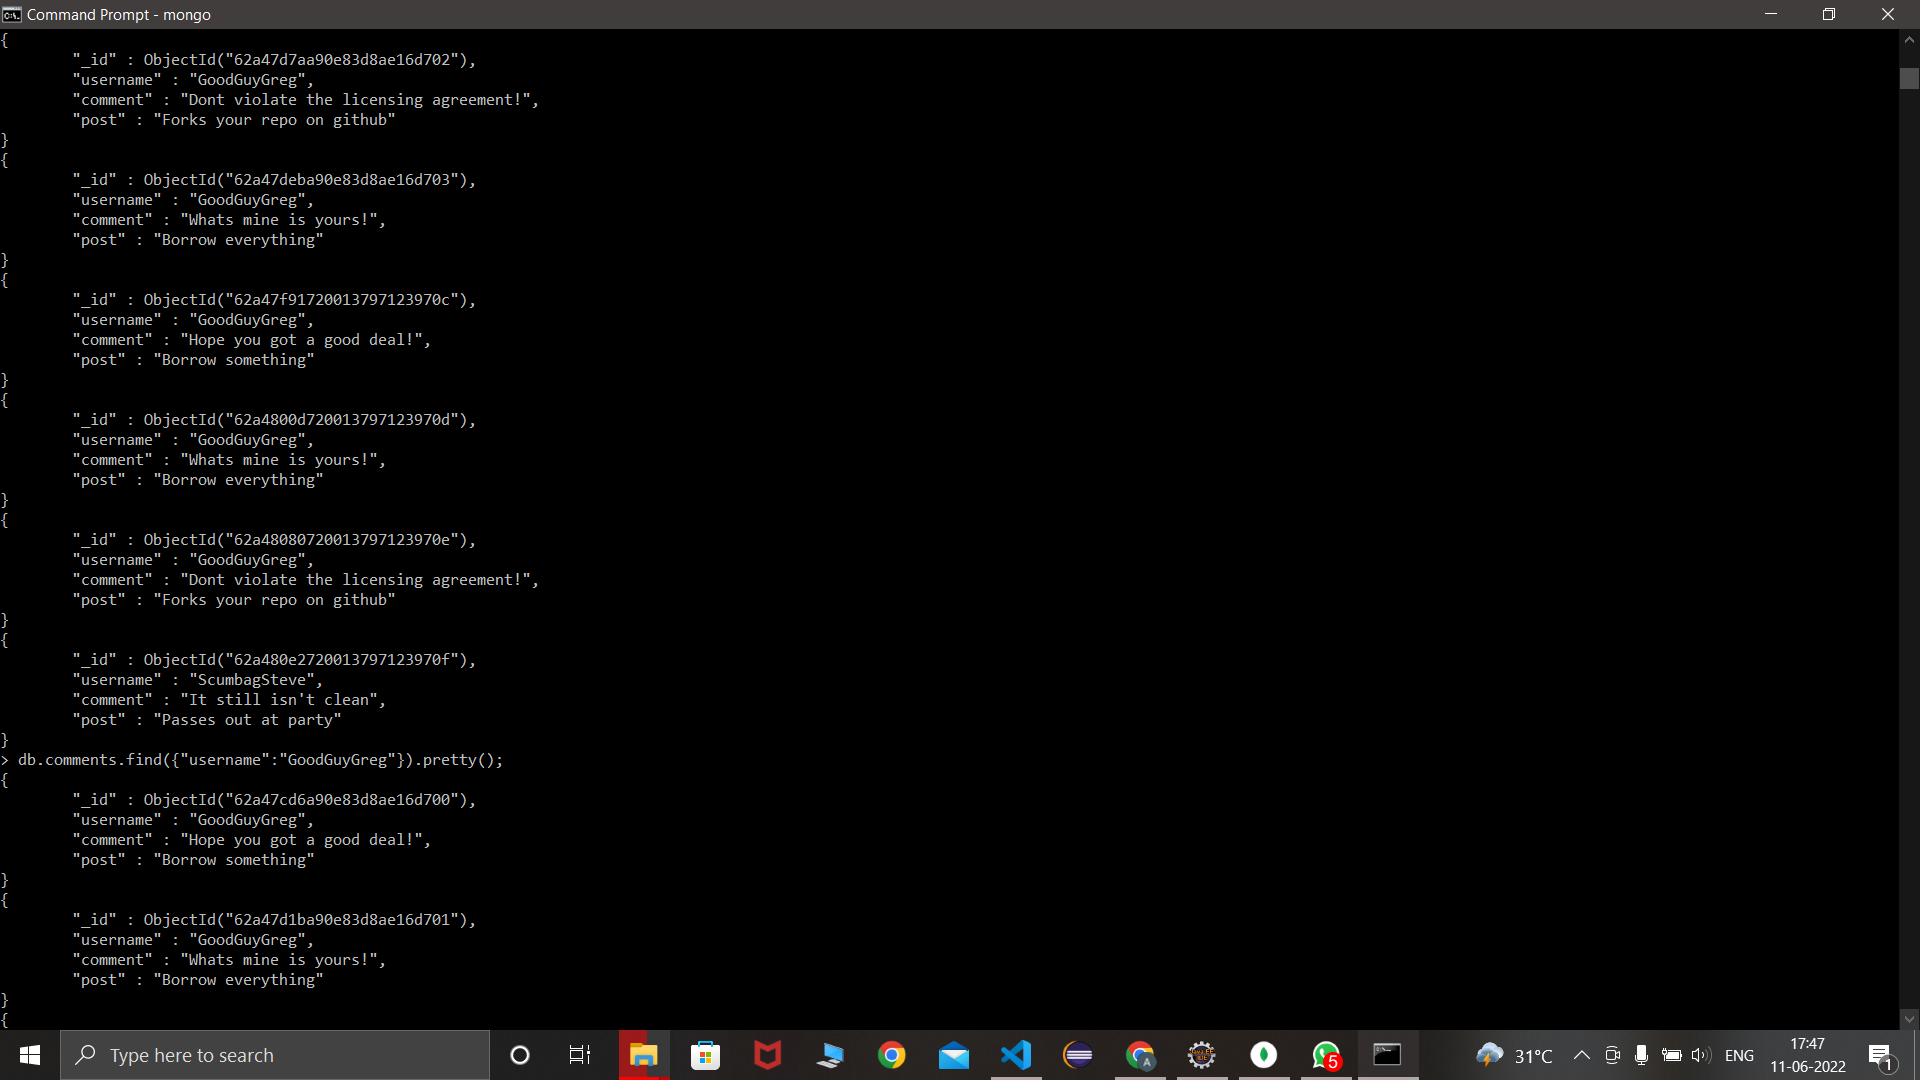 Command Prompt - mongo
{
        "_id" : ObjectId("62a47d7aa90e83d8ae16d702"),
        "username" : "GoodGuyGreg",
        "comment" : "Dont violate the licensing agreement!",
        "post" : "Forks your repo on github"
}
{
        "_id" : ObjectId("62a47deba90e83d8ae16d703"),
        "username" : "GoodGuyGreg",
        "comment" : "Whats mine is yours!",
        "post" : "Borrow everything"
}
{
        "_id" : ObjectId("62a47f91720013797123970c"),
        "username" : "GoodGuyGreg",
        "comment" : "Hope you got a good deal!",
        "post" : "Borrow something"
}
{
        "_id" : ObjectId("62a4800d720013797123970d"),
        "username" : "GoodGuyGreg",
        "comment" : "Whats mine is yours!",
        "post" : "Borrow everything"
}
{
        "_id" : ObjectId("62a48080720013797123970e"),
        "username" : "GoodGuyGreg",
        "comment" : "Dont violate the licensing agreement!",
        "post" : "Forks your repo on github"
}
{
        "_id" : ObjectId("62a480e2720013797123970f"),
        "username" : "ScumbagSteve",
        "comment" : "It still isn't clean",
        "post" : "Passes out at party"
}
> db.comments.find({"username":"GoodGuyGreg"}).pretty();
{
        "_id" : ObjectId("62a47cd6a90e83d8ae16d700"),
        "username" : "GoodGuyGreg",
        "comment" : "Hope you got a good deal!",
        "post" : "Borrow something"
}
{
        "_id" : ObjectId("62a47d1ba90e83d8ae16d701"),
        "username" : "GoodGuyGreg",
        "comment" : "Whats mine is yours!",
        "post" : "Borrow everything"
}
{
Type here to search
A
5
31°C
ENG
17:47
11-06-2022
1